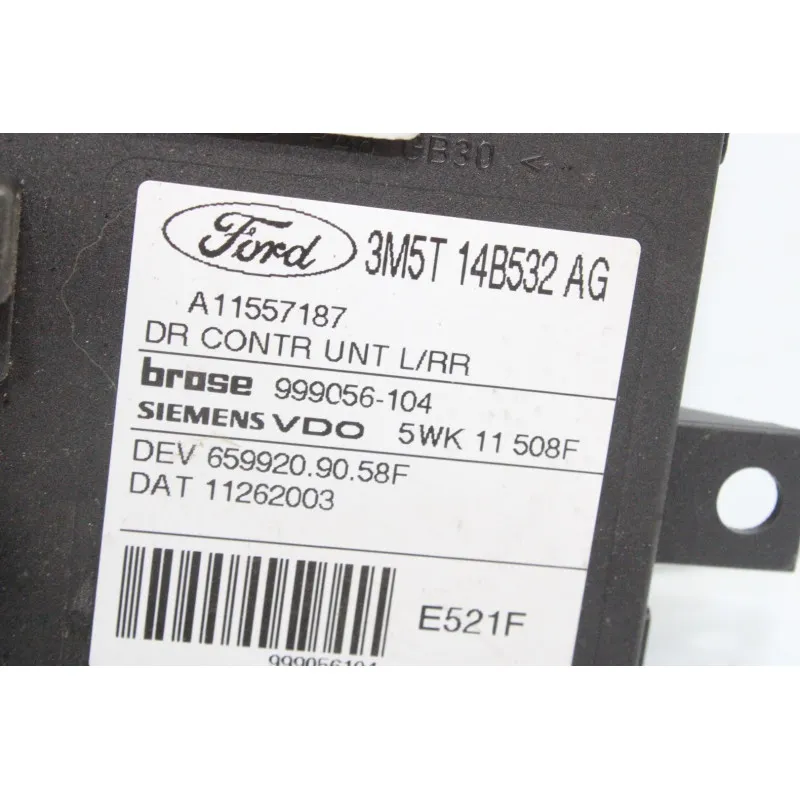 GB30 <
Ford 3M5T 14B532 AG
A11557187
DR CONTR UNT L/RR
brose 999056-104
SIEMENS VDO 5WK 11 508F
DEV 659920.90.58F
DAT 11262003
E521F
999056104